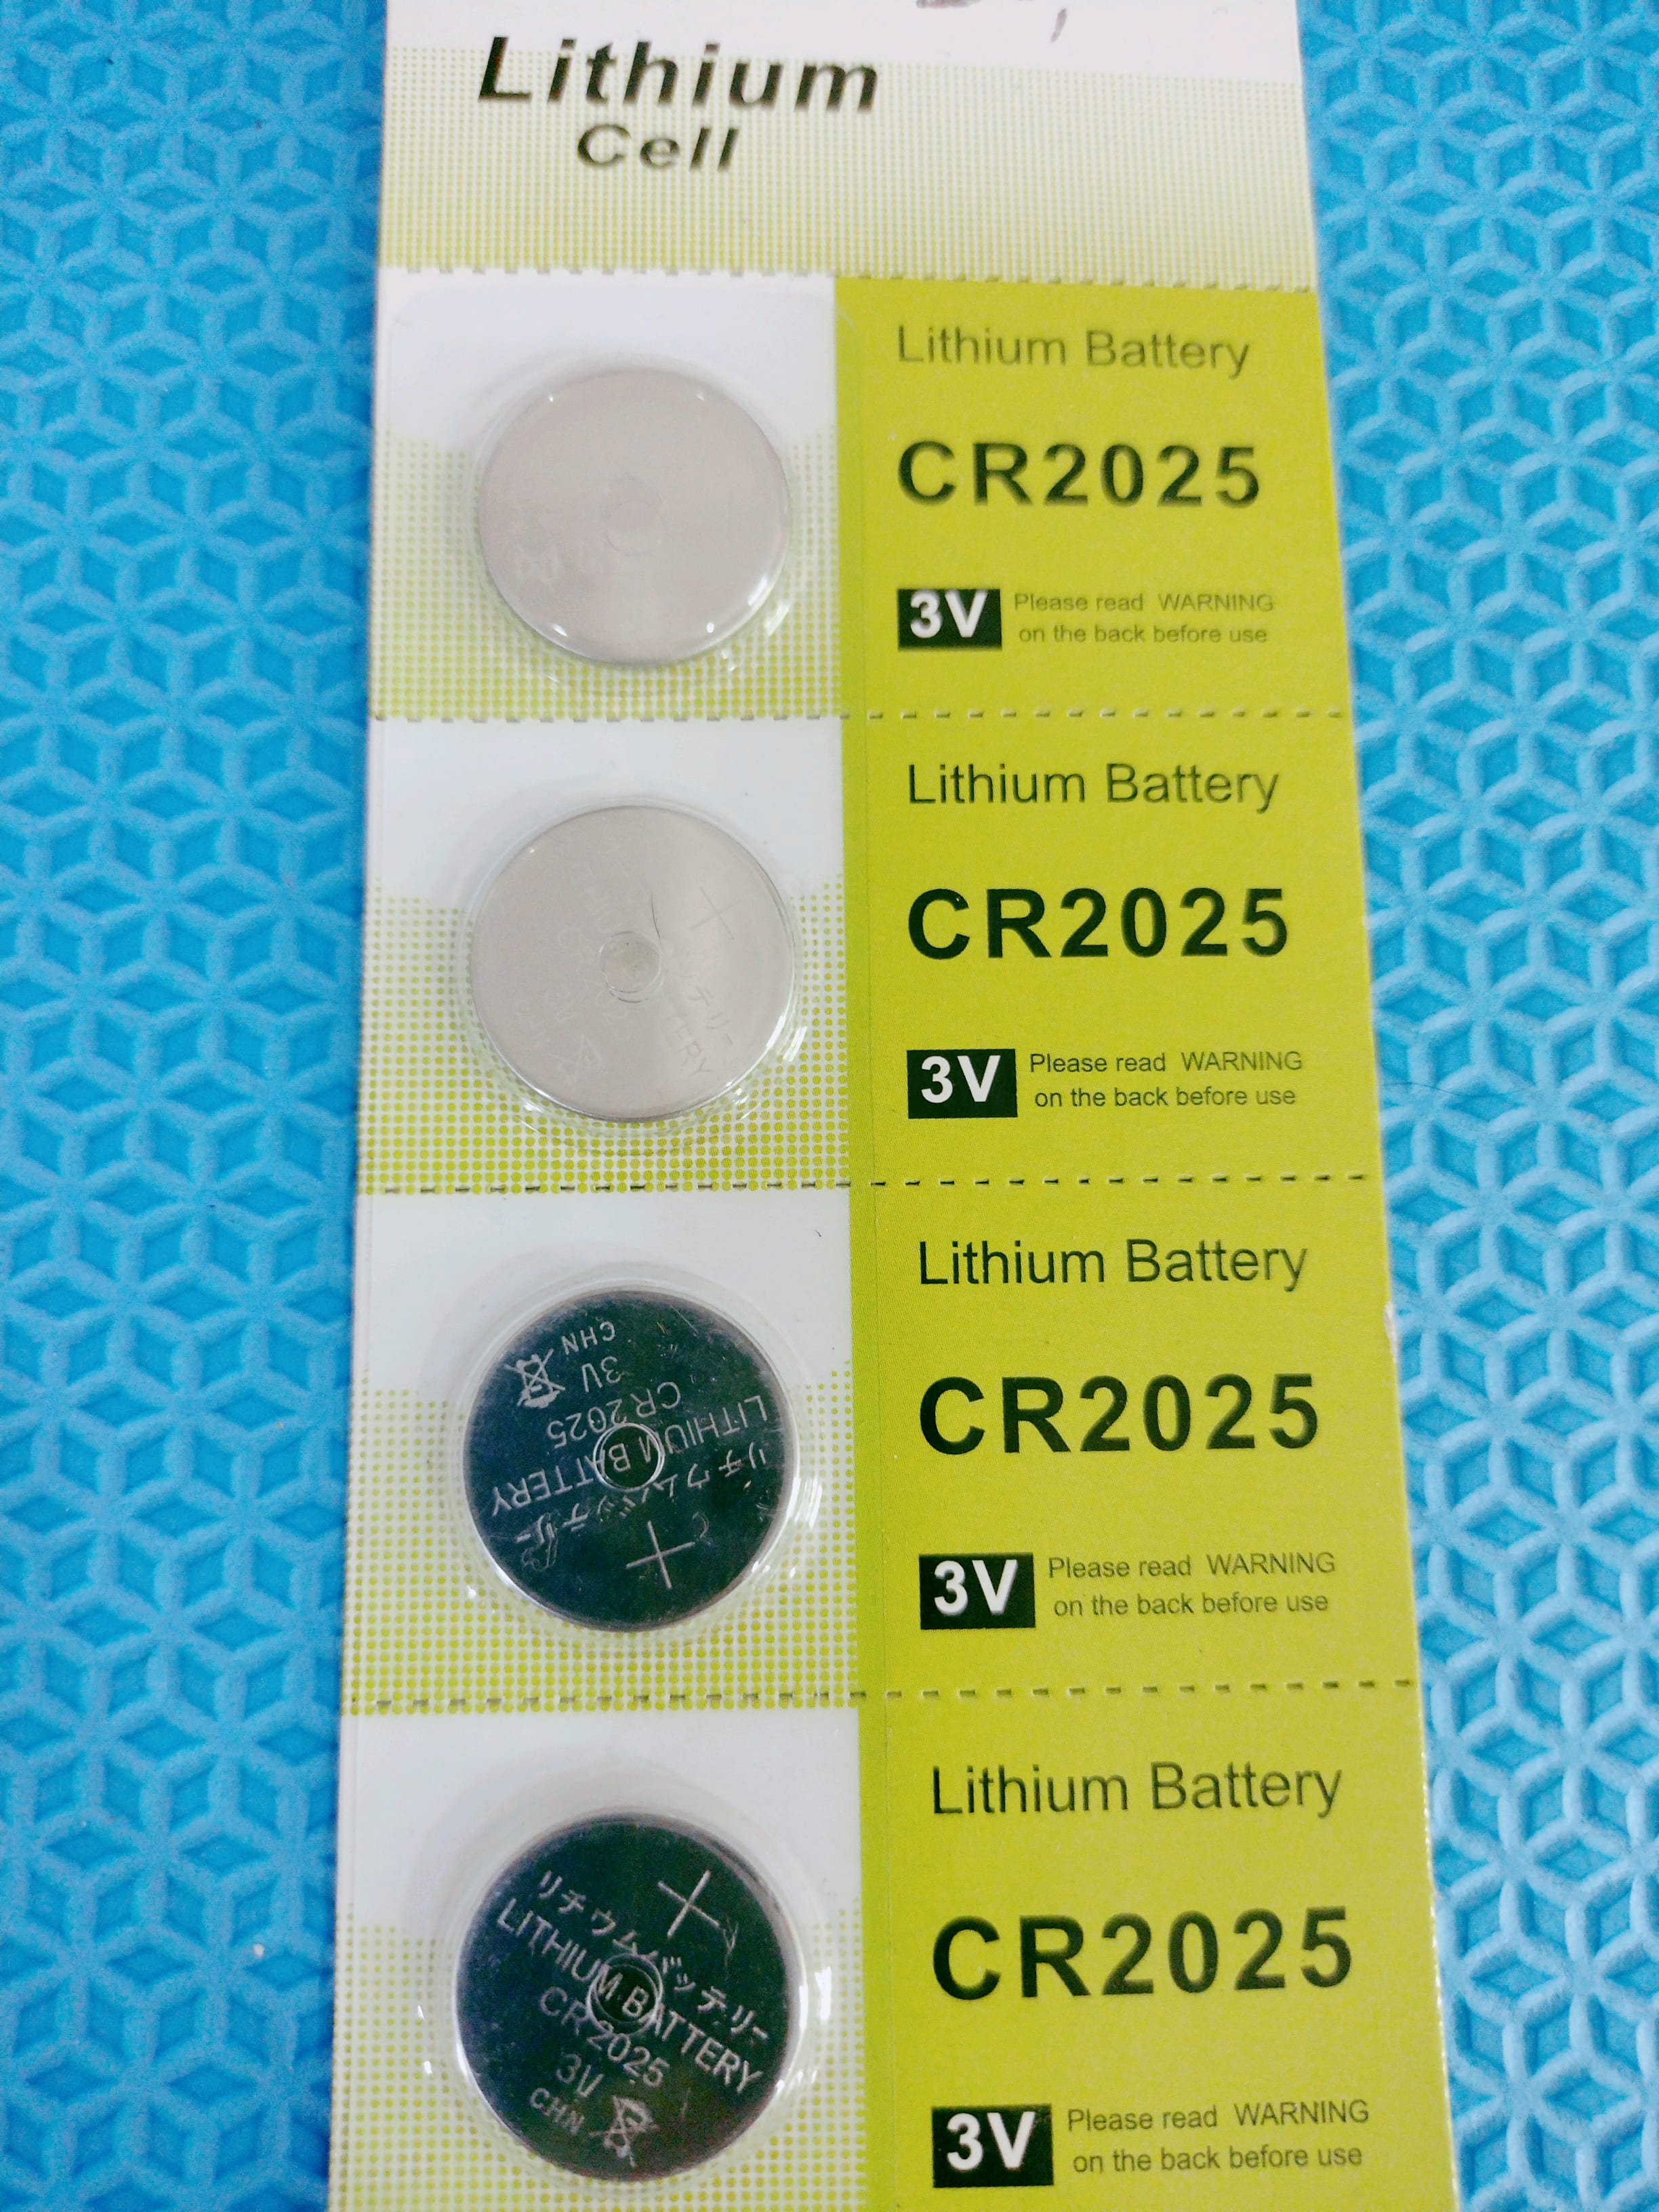 Lithium
Cell
Lithium Battery
CR2025
3V
Please read WARNING
on the back before use
Lithium Battery
CR2025
3V
Please read WARNING
on the back before use
+
テリー
TERY
Lithium Battery
CR2025
3V
Please read WARNING
on the back before use
+
リチウムバッテリー
LITHIUM BATTERY
CR2025
3V
CHN
Lithium Battery
CR2025
3V
Please read WARNING
on the back before use
+
リチウムバッテリー
LITHIUM BATTERY
CR2025
3V
CHN